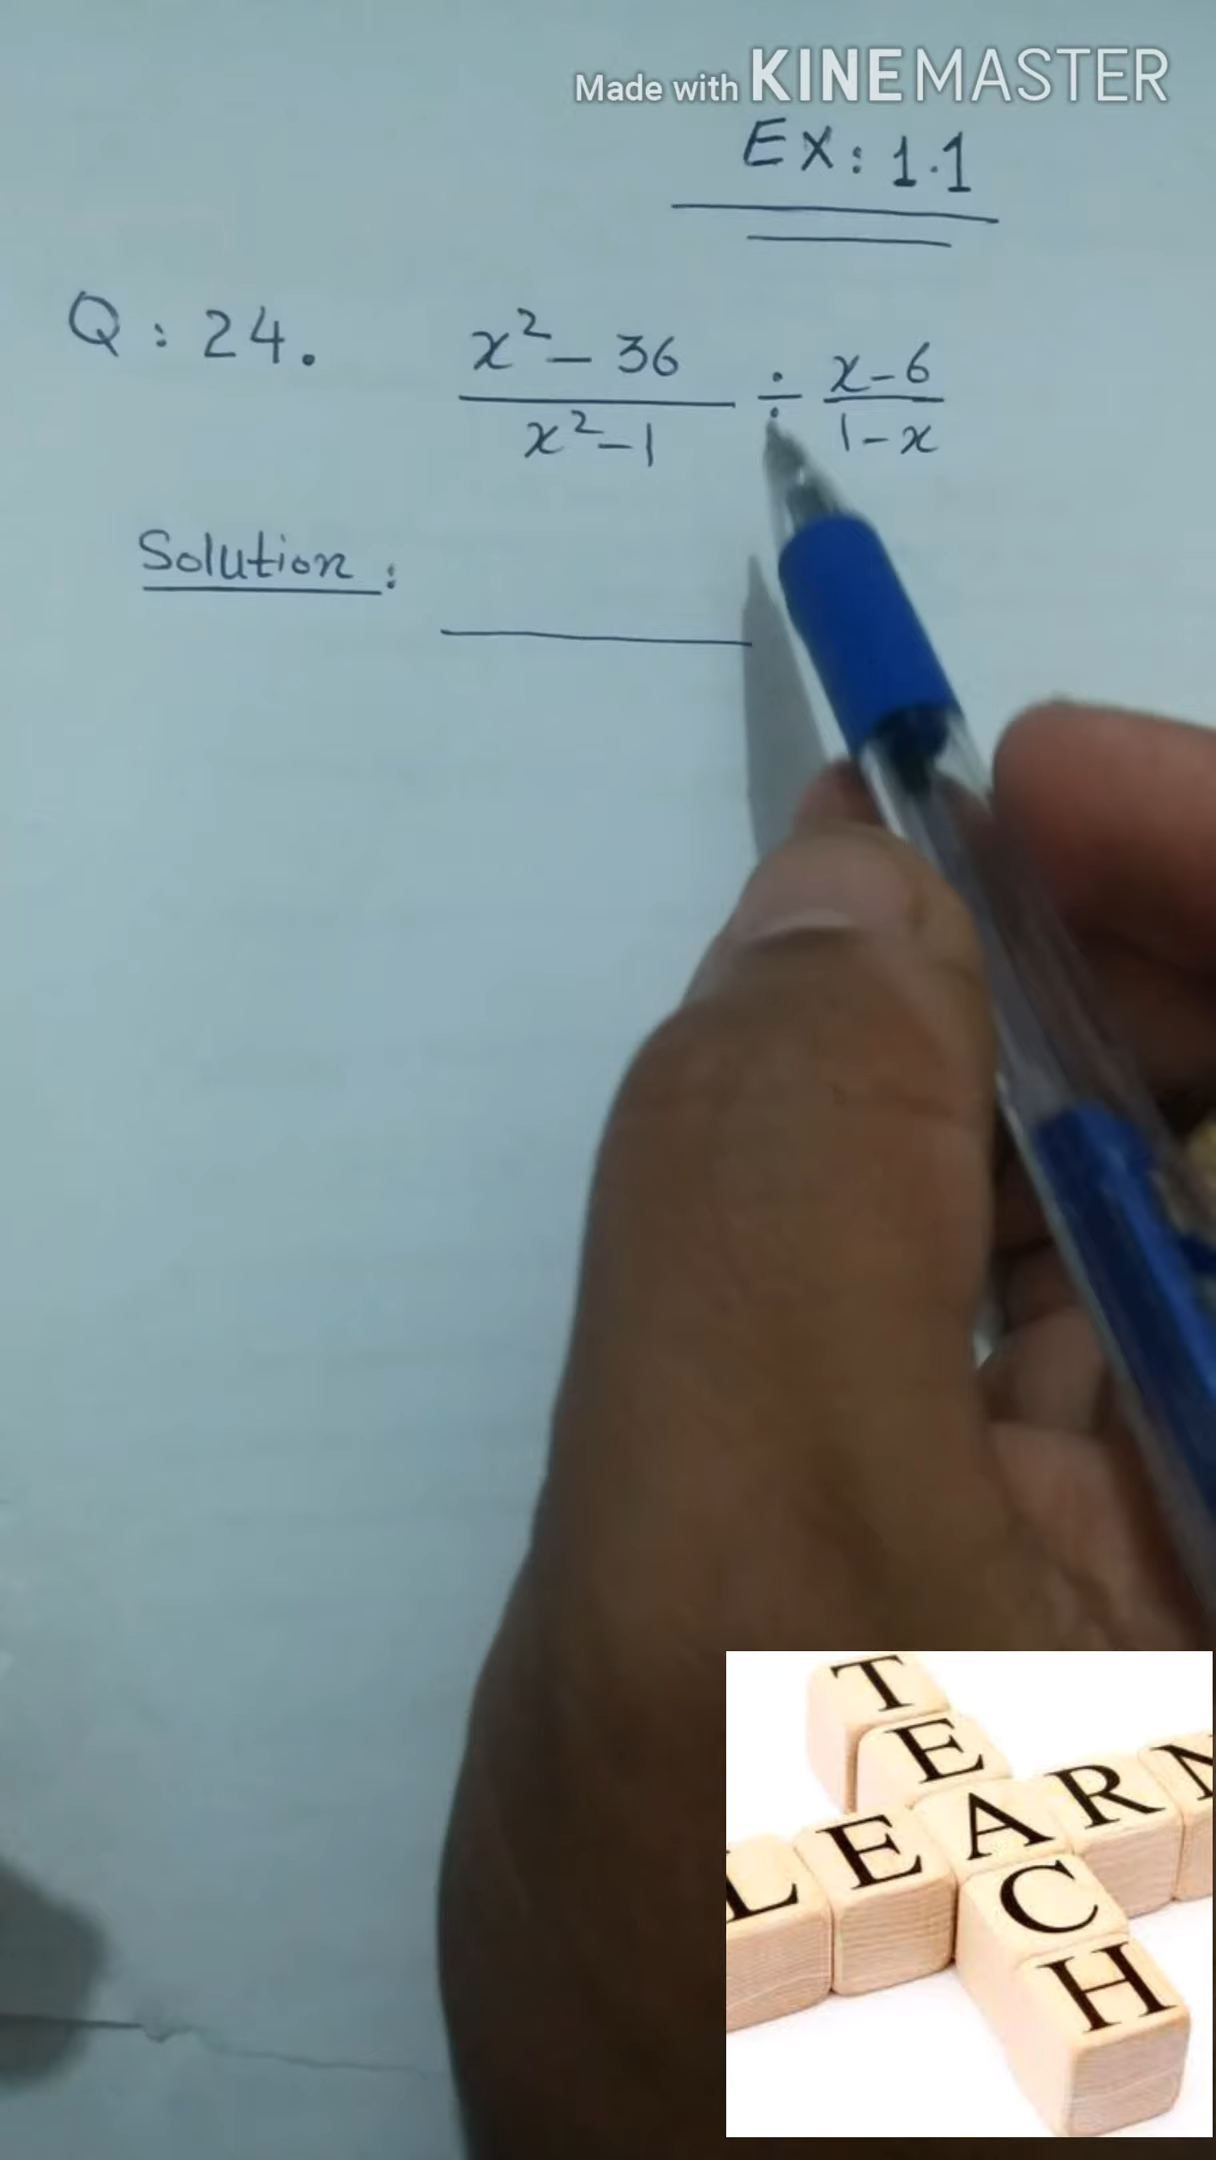 Made with KINEMASTER
EX: 1.1
Q: 24. x² - 36 / x² - 1 ÷ x - 6 / 1 - x
Solution:
TEACH
LEARN